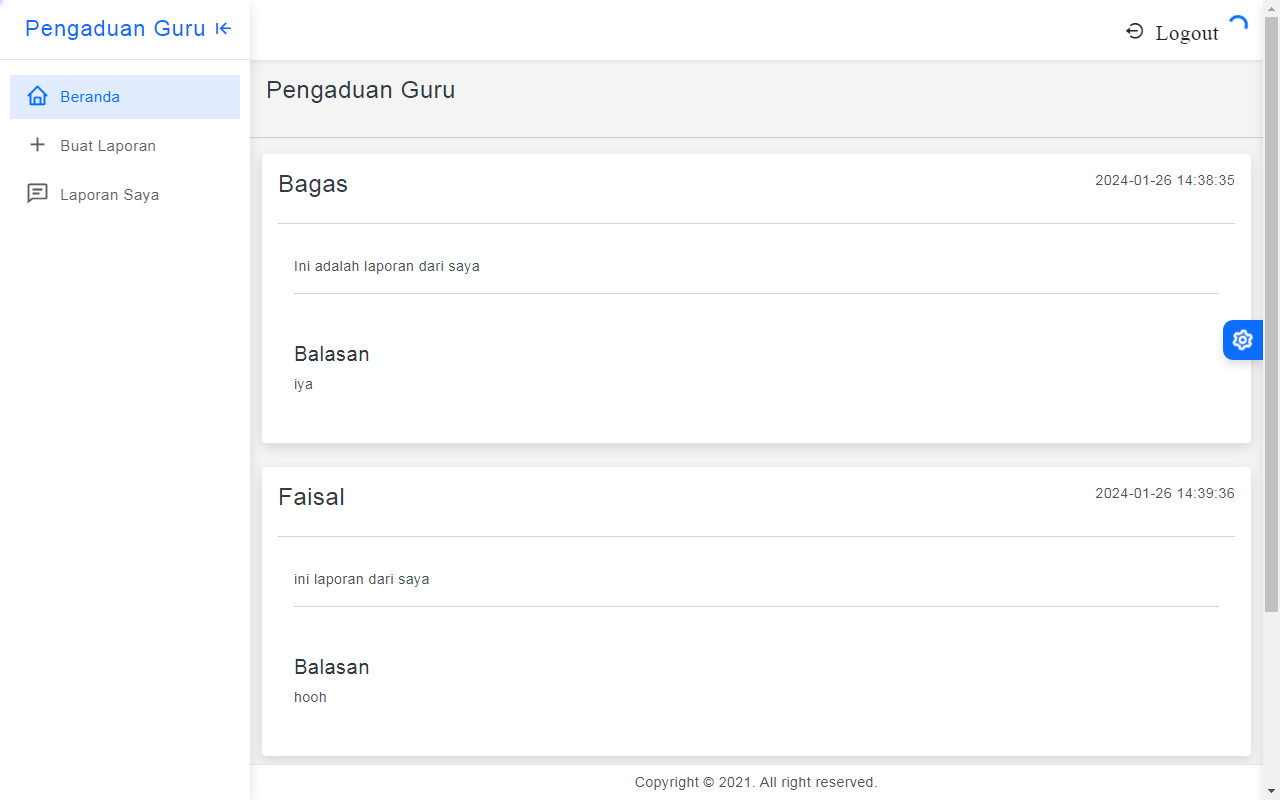 Pengaduan Guru
Logout
Beranda
Buat Laporan
Laporan Saya
Pengaduan Guru
Bagas
2024-01-26 14:38:35
Ini adalah laporan dari saya
Balasan
iya
Faisal
2024-01-26 14:39:36
ini laporan dari saya
Balasan
hooh
Copyright © 2021. All right reserved.